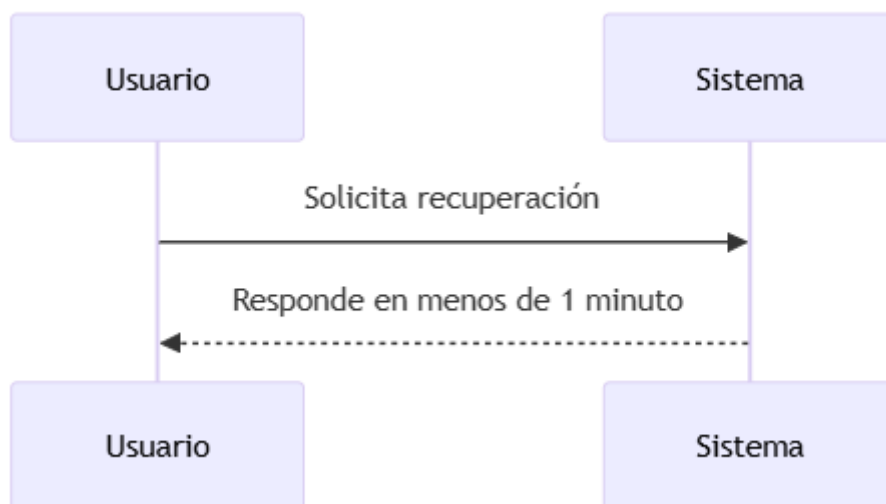 Usuario
Sistema
Solicita recuperación
Responde en menos de 1 minuto
Usuario
Sistema